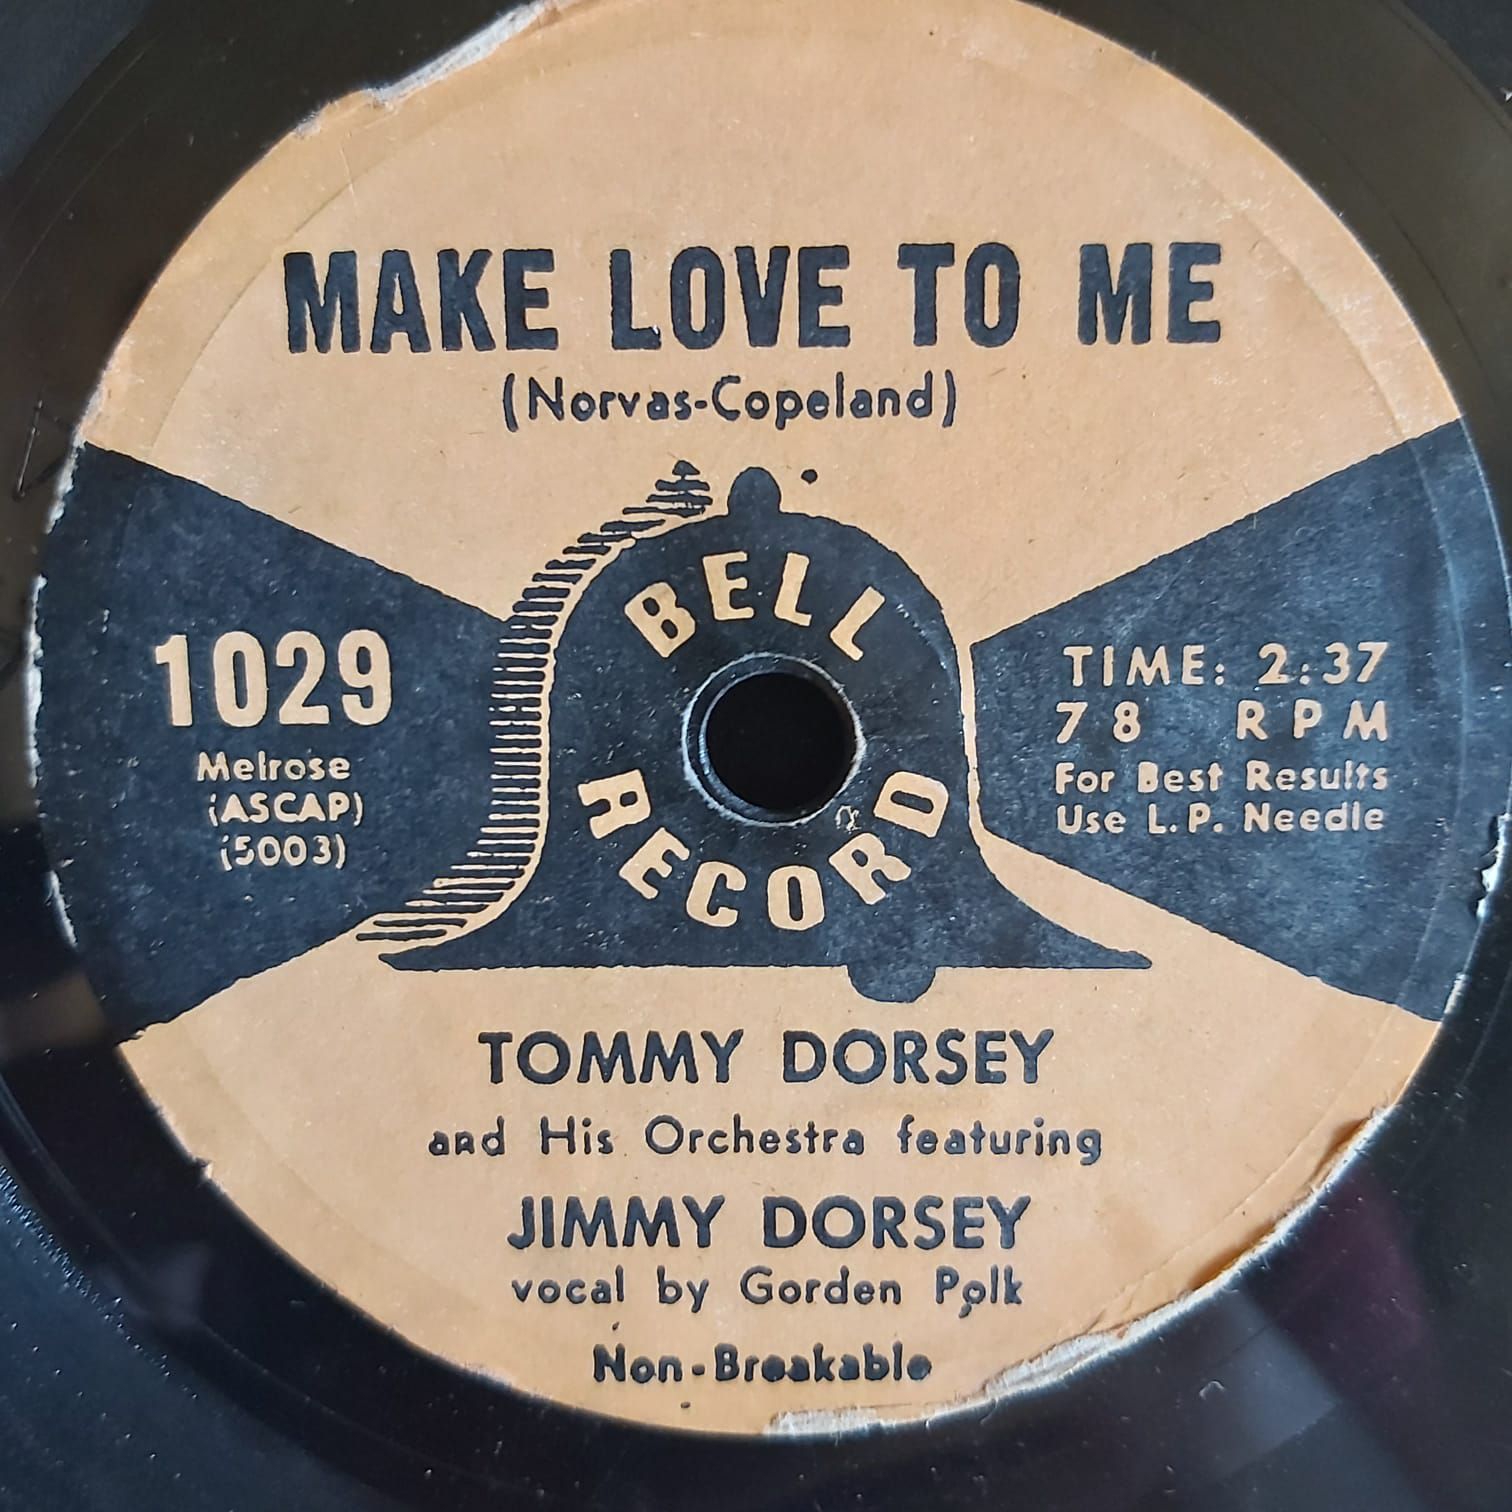 MAKE LOVE TO ME
(Norvas-Copeland)
BELL
RECORD
1029
Melrose
(ASCAP)
(5003)
TIME: 2:37
78 RPM
For Best Results
Use L.P. Needle
TOMMY DORSEY
and His Orchestra featuring
JIMMY DORSEY
vocal by Gorden Polk
Non-Breakable